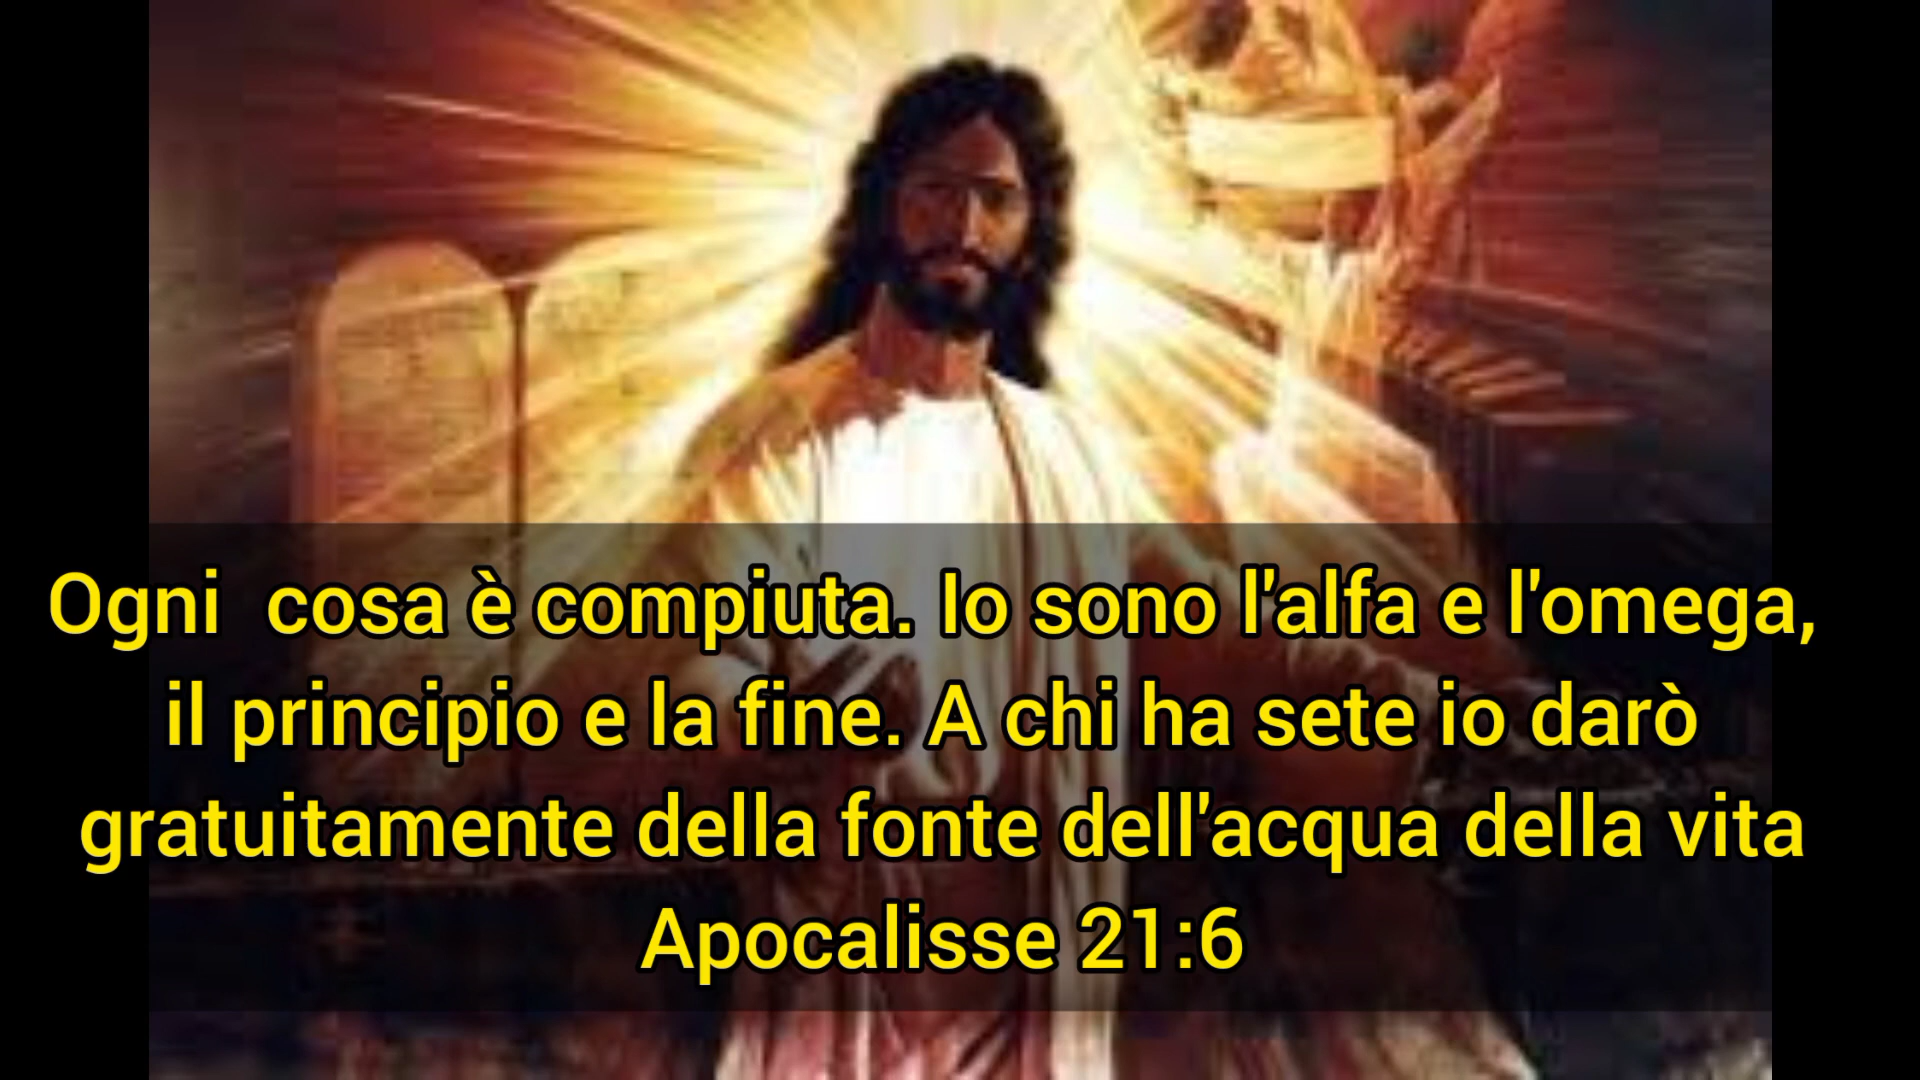 Ogni  cosa è compiuta. Io sono l'alfa e l'omega,
il principio e la fine. A chi ha sete io darò
gratuitamente della fonte dell'acqua della vita
Apocalisse 21:6